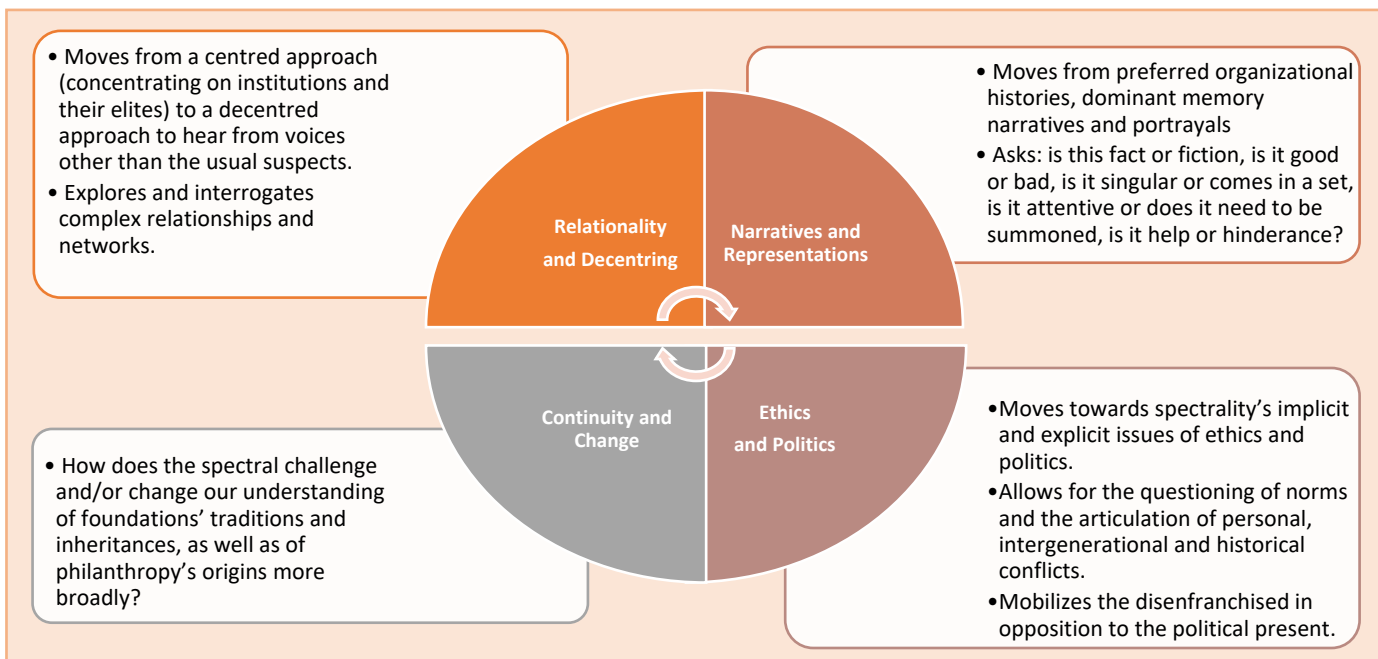 • Moves from a centred approach
(concentrating on institutions and
their elites) to a decentred
approach to hear from voices
other than the usual suspects.
• Explores and interrogates
complex relationships and
networks.
• Moves from preferred organizational
histories, dominant memory
narratives and portrayals
• Asks: is this fact or fiction, is it good
or bad, is it singular or comes in a set,
is it attentive or does it need to be
summoned, is it help or hinderance?
Relationality
and Decentring
Narratives and
Representations
Continuity and
Change
Ethics
and Politics
• How does the spectral challenge
and/or change our understanding
of foundations’ traditions and
inheritances, as well as of
philanthropy’s origins more
broadly?
•Moves towards spectrality’s implicit
and explicit issues of ethics and
politics.
•Allows for the questioning of norms
and the articulation of personal,
intergenerational and historical
conflicts.
•Mobilizes the disenfranchised in
opposition to the political present.